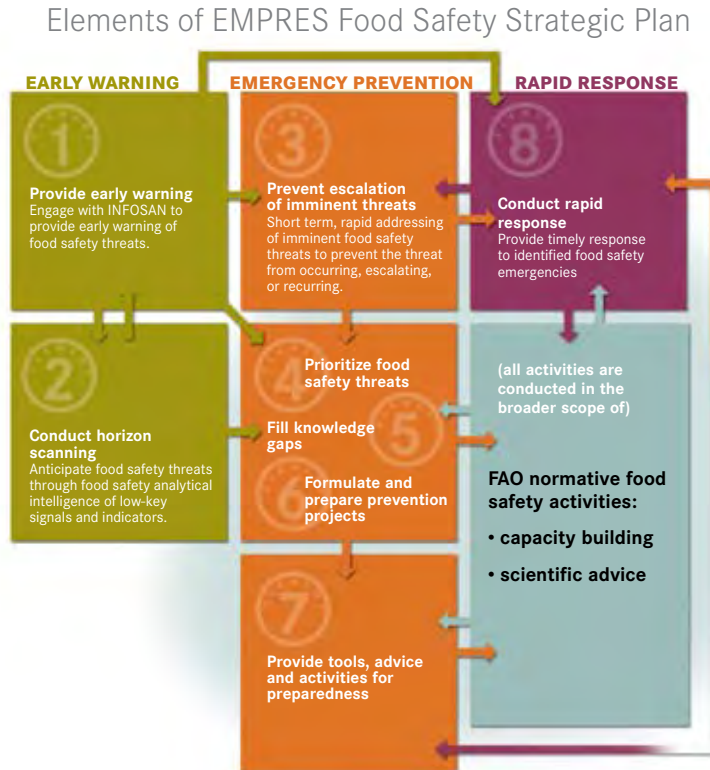 Elements of EMPRES Food Safety Strategic Plan
EARLY WARNING
EMERGENCY PREVENTION
RAPID RESPONSE
1
Provide early warning
Engage with INFOSAN to
provide early warning of
food safety threats.
3
Prevent escalation
of imminent threats
Short term, rapid addressing
of imminent food safety
threats to prevent the threat
from occurring, escalating,
or recurring.
8
Conduct rapid
response
Provide timely response
to identified food safety
emergencies
2
Conduct horizon
scanning
Anticipate food safety threats
through food safety analytical
intelligence of low-key
signals and indicators.
4
Prioritize food
safety threats
5
Fill knowledge
gaps
6
Formulate and
prepare prevention
projects
(all activities are
conducted in the
broader scope of)
FAO normative food
safety activities:
• capacity building
• scientific advice
7
Provide tools, advice
and activities for
preparedness